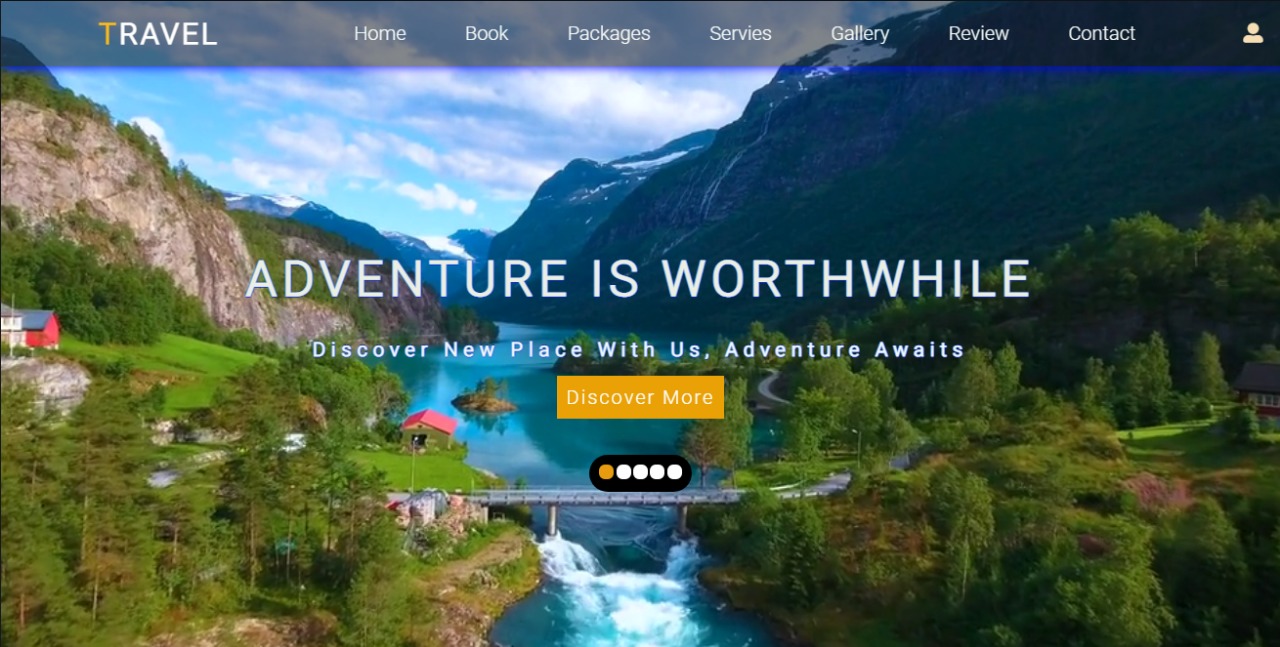 TRAVEL Home Book Packages Servies Gallery Review Contact
ADVENTURE IS WORTHWHILE
Discover New Place With Us, Adventure Awaits
Discover More